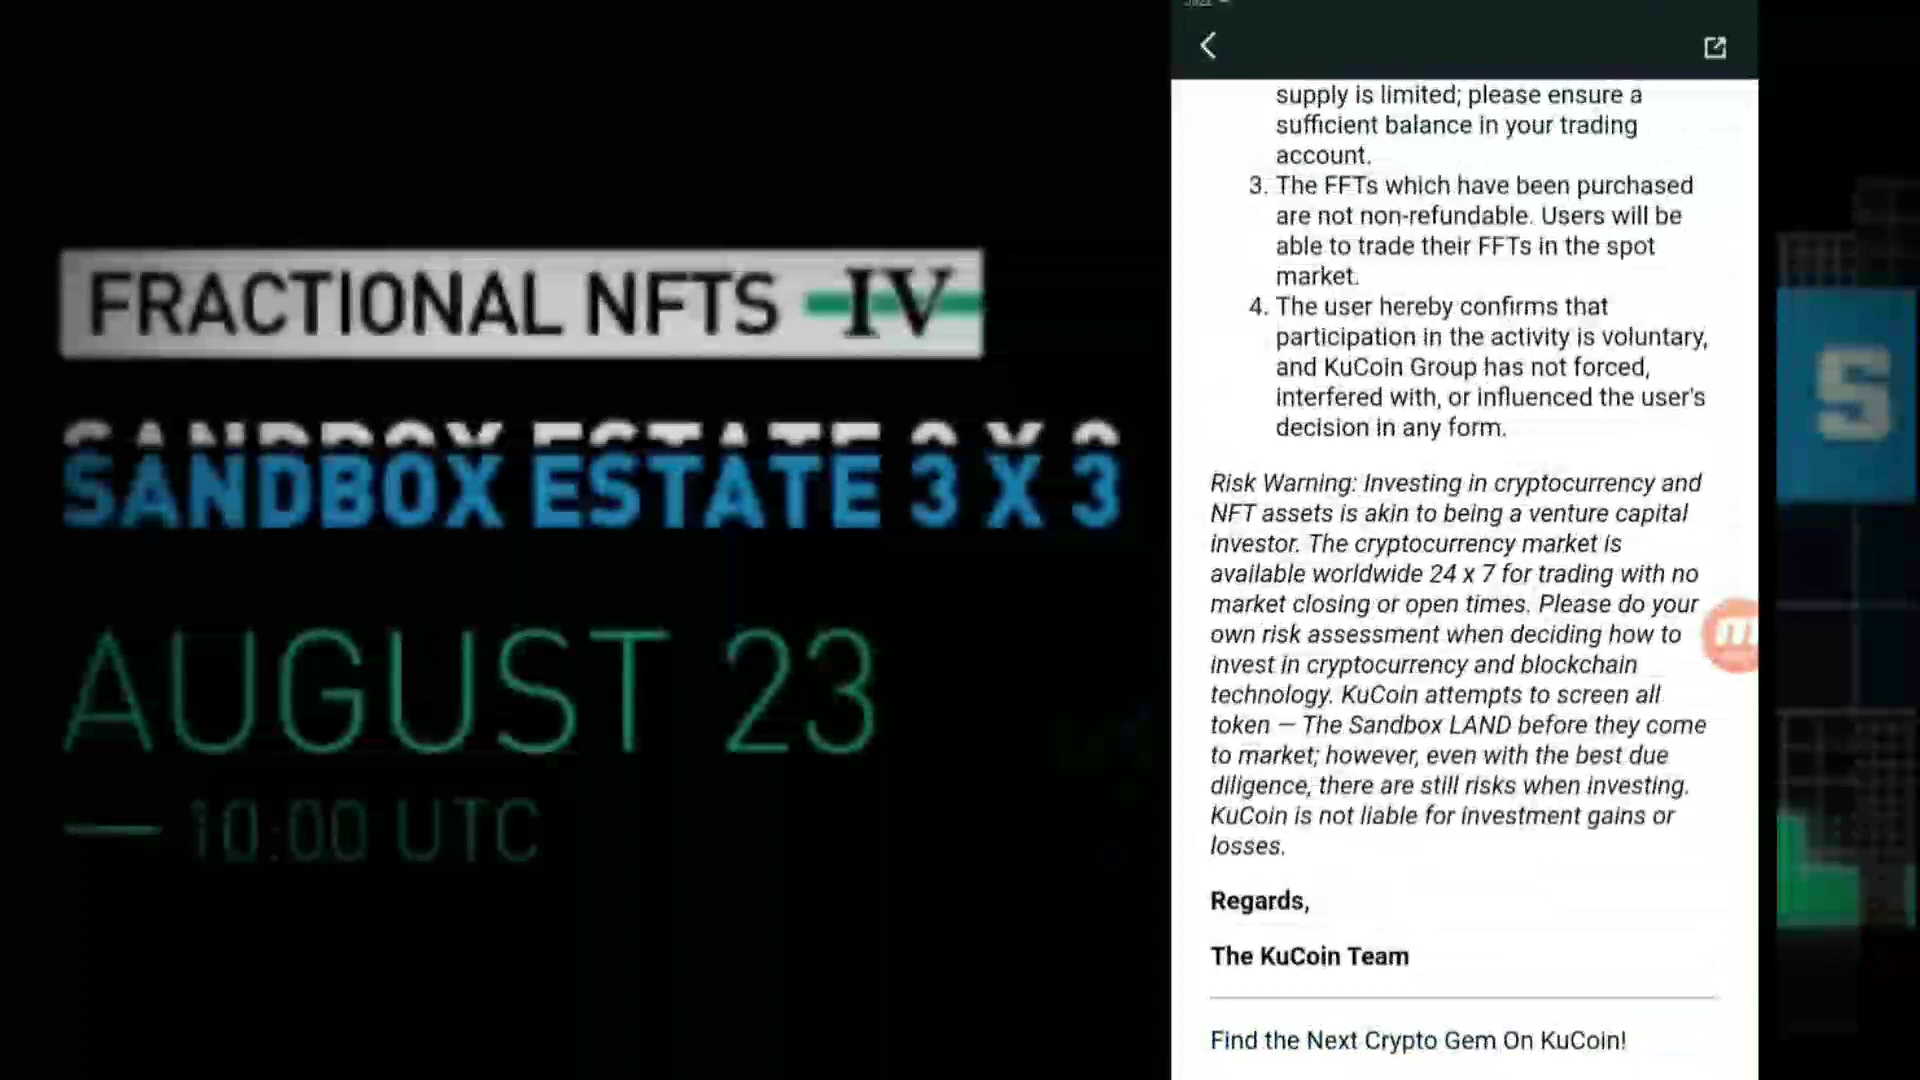 FRACTIONAL NFTS IV
SANDBOX ESTATE 3 X 3
SANDBOX ESTATE 3 X 3
AUGUST 23
10:00 UTC
supply is limited; please ensure a
sufficient balance in your trading
account.
3. The FFTs which have been purchased
are not non-refundable. Users will be
able to trade their FFTs in the spot
market.
4. The user hereby confirms that
participation in the activity is voluntary,
and KuCoin Group has not forced,
interfered with, or influenced the user's
decision in any form.
Risk Warning: Investing in cryptocurrency and
NFT assets is akin to being a venture capital
investor. The cryptocurrency market is
available worldwide 24 x 7 for trading with no
market closing or open times. Please do your
own risk assessment when deciding how to
invest in cryptocurrency and blockchain
technology. KuCoin attempts to screen all
token — The Sandbox LAND before they come
to market; however, even with the best due
diligence, there are still risks when investing.
KuCoin is not liable for investment gains or
losses.
Regards,
The KuCoin Team
Find the Next Crypto Gem On KuCoin!
S
m